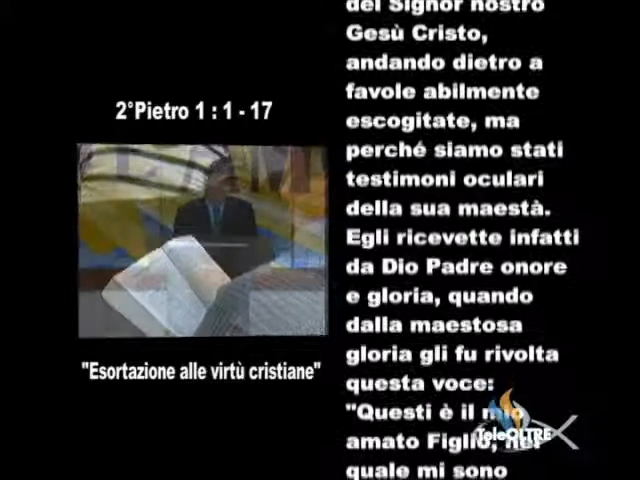 2°Pietro 1 : 1 - 17
"Esortazione alle virtù cristiane"
del Signor nostro
Gesù Cristo,
andando dietro a
favole abilmente
escogitate, ma
perché siamo stati
testimoni oculari
della sua maestà.
Egli ricevette infatti
da Dio Padre onore
e gloria, quando
dalla maestosa
gloria gli fu rivolta
questa voce:
"Questi è il mio
amato Figlio, nel
quale mi sono
TeleOLTRE